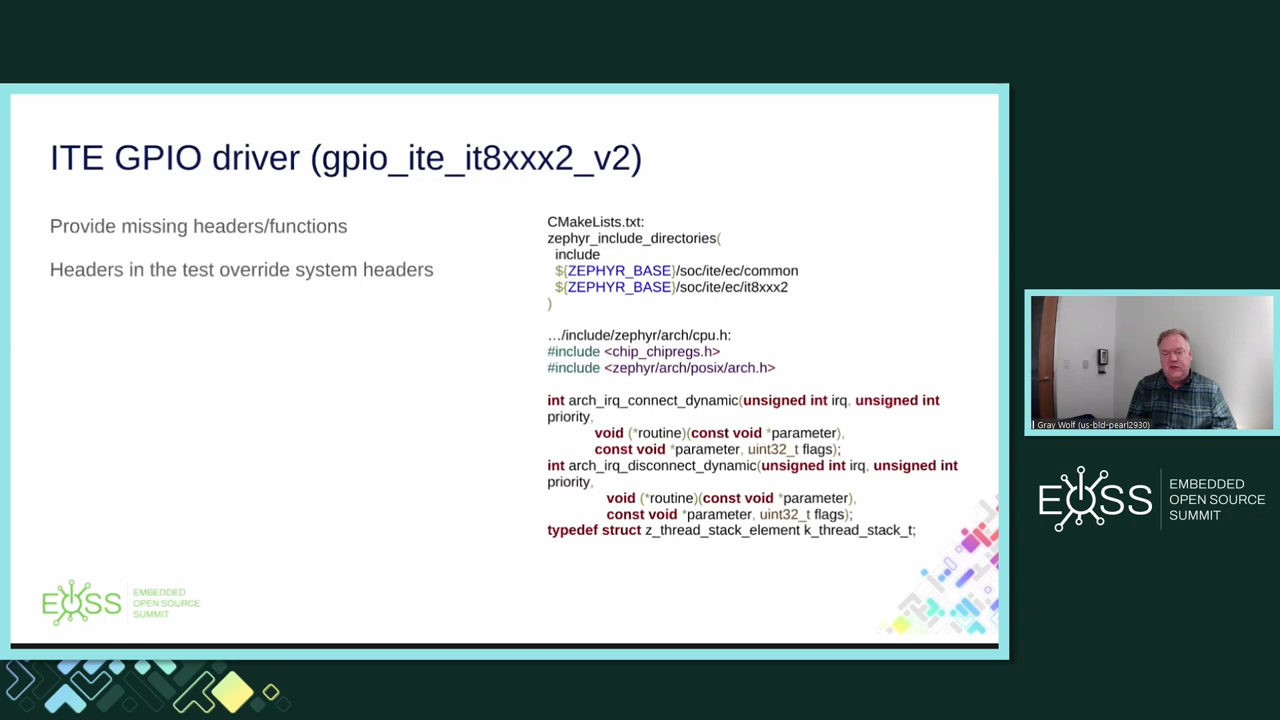 ITE GPIO driver (gpio_ite_it8xxx2_v2)
Provide missing headers/functions
Headers in the test override system headers
CMakeLists.txt:
zephyr_include_directories(
include
${ZEPHYR_BASE}/soc/ite/ec/common
${ZEPHYR_BASE}/soc/ite/ec/it8xxx2
)
…/include/zephyr/arch/cpu.h:
#include <chip_chipregs.h>
#include <zephyr/arch/posix/arch.h>
int arch_irq_connect_dynamic(unsigned int irq, unsigned int
priority,
void (*routine)(const void *parameter),
const void *parameter, uint32_t flags);
int arch_irq_disconnect_dynamic(unsigned int irq, unsigned int
priority,
void (*routine)(const void *parameter),
const void *parameter, uint32_t flags);
typedef struct z_thread_stack_element k_thread_stack_t;
EOSS
EMBEDDED
OPEN SOURCE
SUMMIT
Gray Wolf (us-bld-pearl2930)
EOSS
EMBEDDED
OPEN SOURCE
SUMMIT